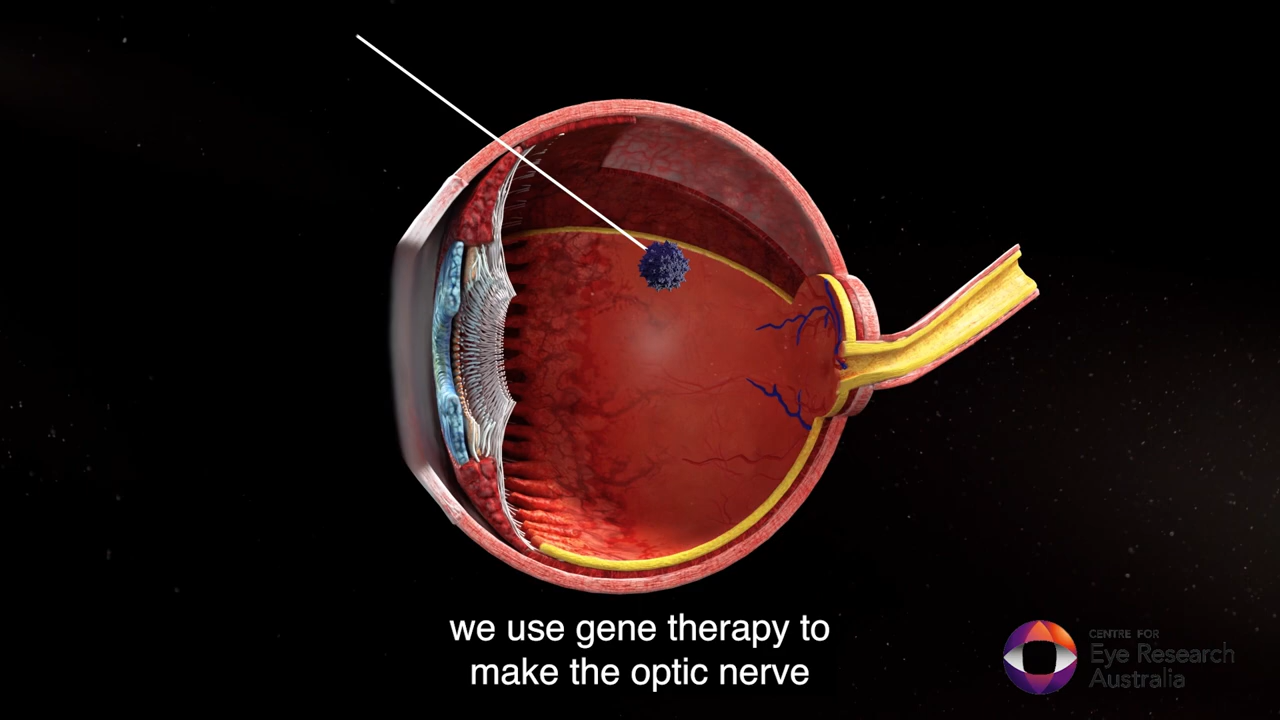 we use gene therapy to
make the optic nerve
CENTRE FOR
Eye Research
Australia